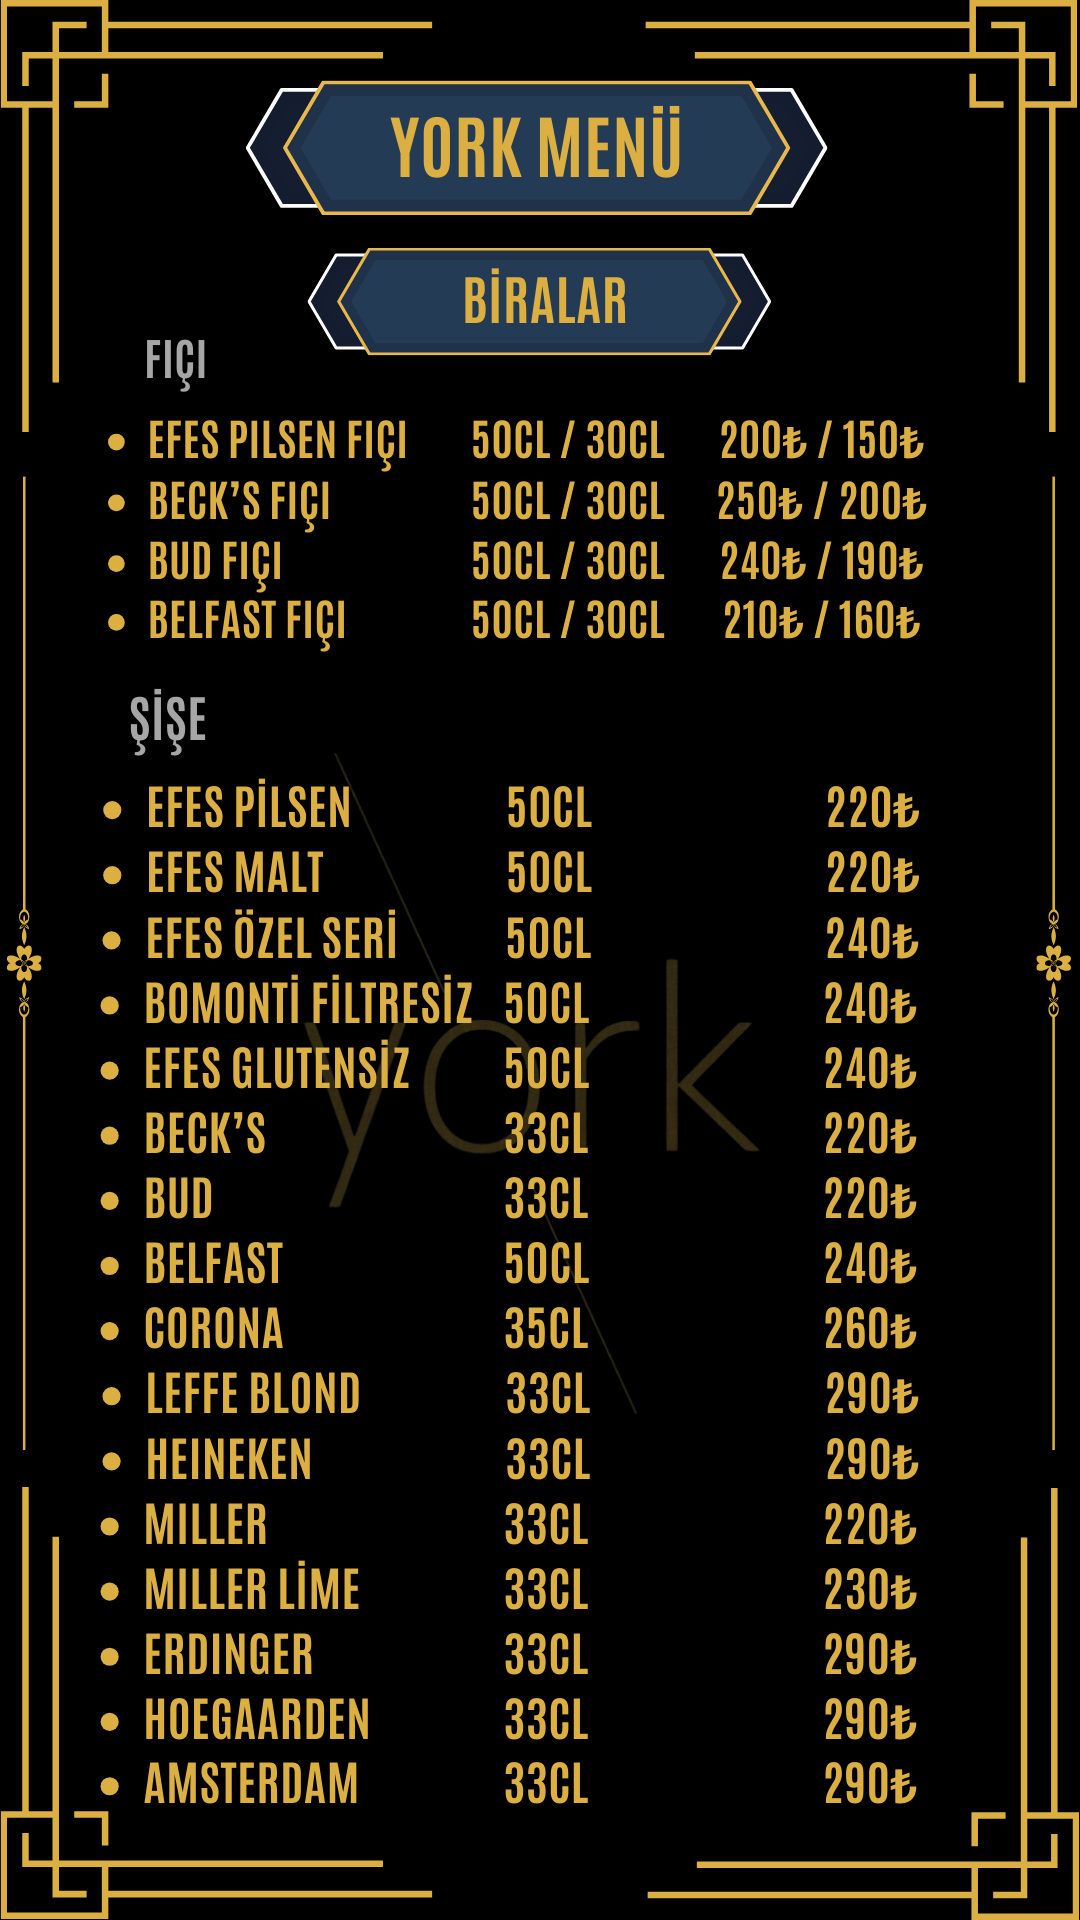 YORK MENÜ
BİRALAR
FIÇI
• EFES PILSEN FIÇI 50CL / 30CL 200₺ / 150₺
• BECK’S FIÇI 50CL / 30CL 250₺ / 200₺
• BUD FIÇI 50CL / 30CL 240₺ / 190₺
• BELFAST FIÇI 50CL / 30CL 210₺ / 160₺
ŞİŞE
• EFES PİLSEN 50CL 220₺
• EFES MALT 50CL 220₺
• EFES ÖZEL SERİ 50CL 240₺
• BOMONTİ FİLTRESİZ 50CL 240₺
• EFES GLUTENSİZ 50CL 240₺
• BECK’S 33CL 220₺
• BUD 33CL 220₺
• BELFAST 50CL 240₺
• CORONA 35CL 260₺
• LEFFE BLOND 33CL 290₺
• HEINEKEN 33CL 290₺
• MILLER 33CL 220₺
• MILLER LİME 33CL 230₺
• ERDINGER 33CL 290₺
• HOEGAARDEN 33CL 290₺
• AMSTERDAM 33CL 290₺
york